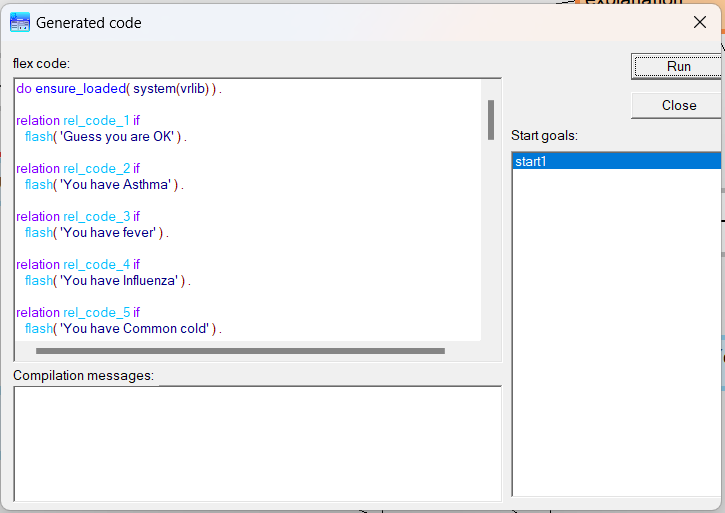 explanation
Generated code
flex code:
do ensure_loaded( system(vrlib) ) .
relation rel_code_1 if
flash( 'Guess you are OK' ) .
relation rel_code_2 if
flash( 'You have Asthma' ) .
relation rel_code_3 if
flash( 'You have fever' ) .
relation rel_code_4 if
flash( 'You have Influenza' ) .
relation rel_code_5 if
flash( 'You have Common cold' ) .
Run
Close
Start goals:
start1
Compilation messages: